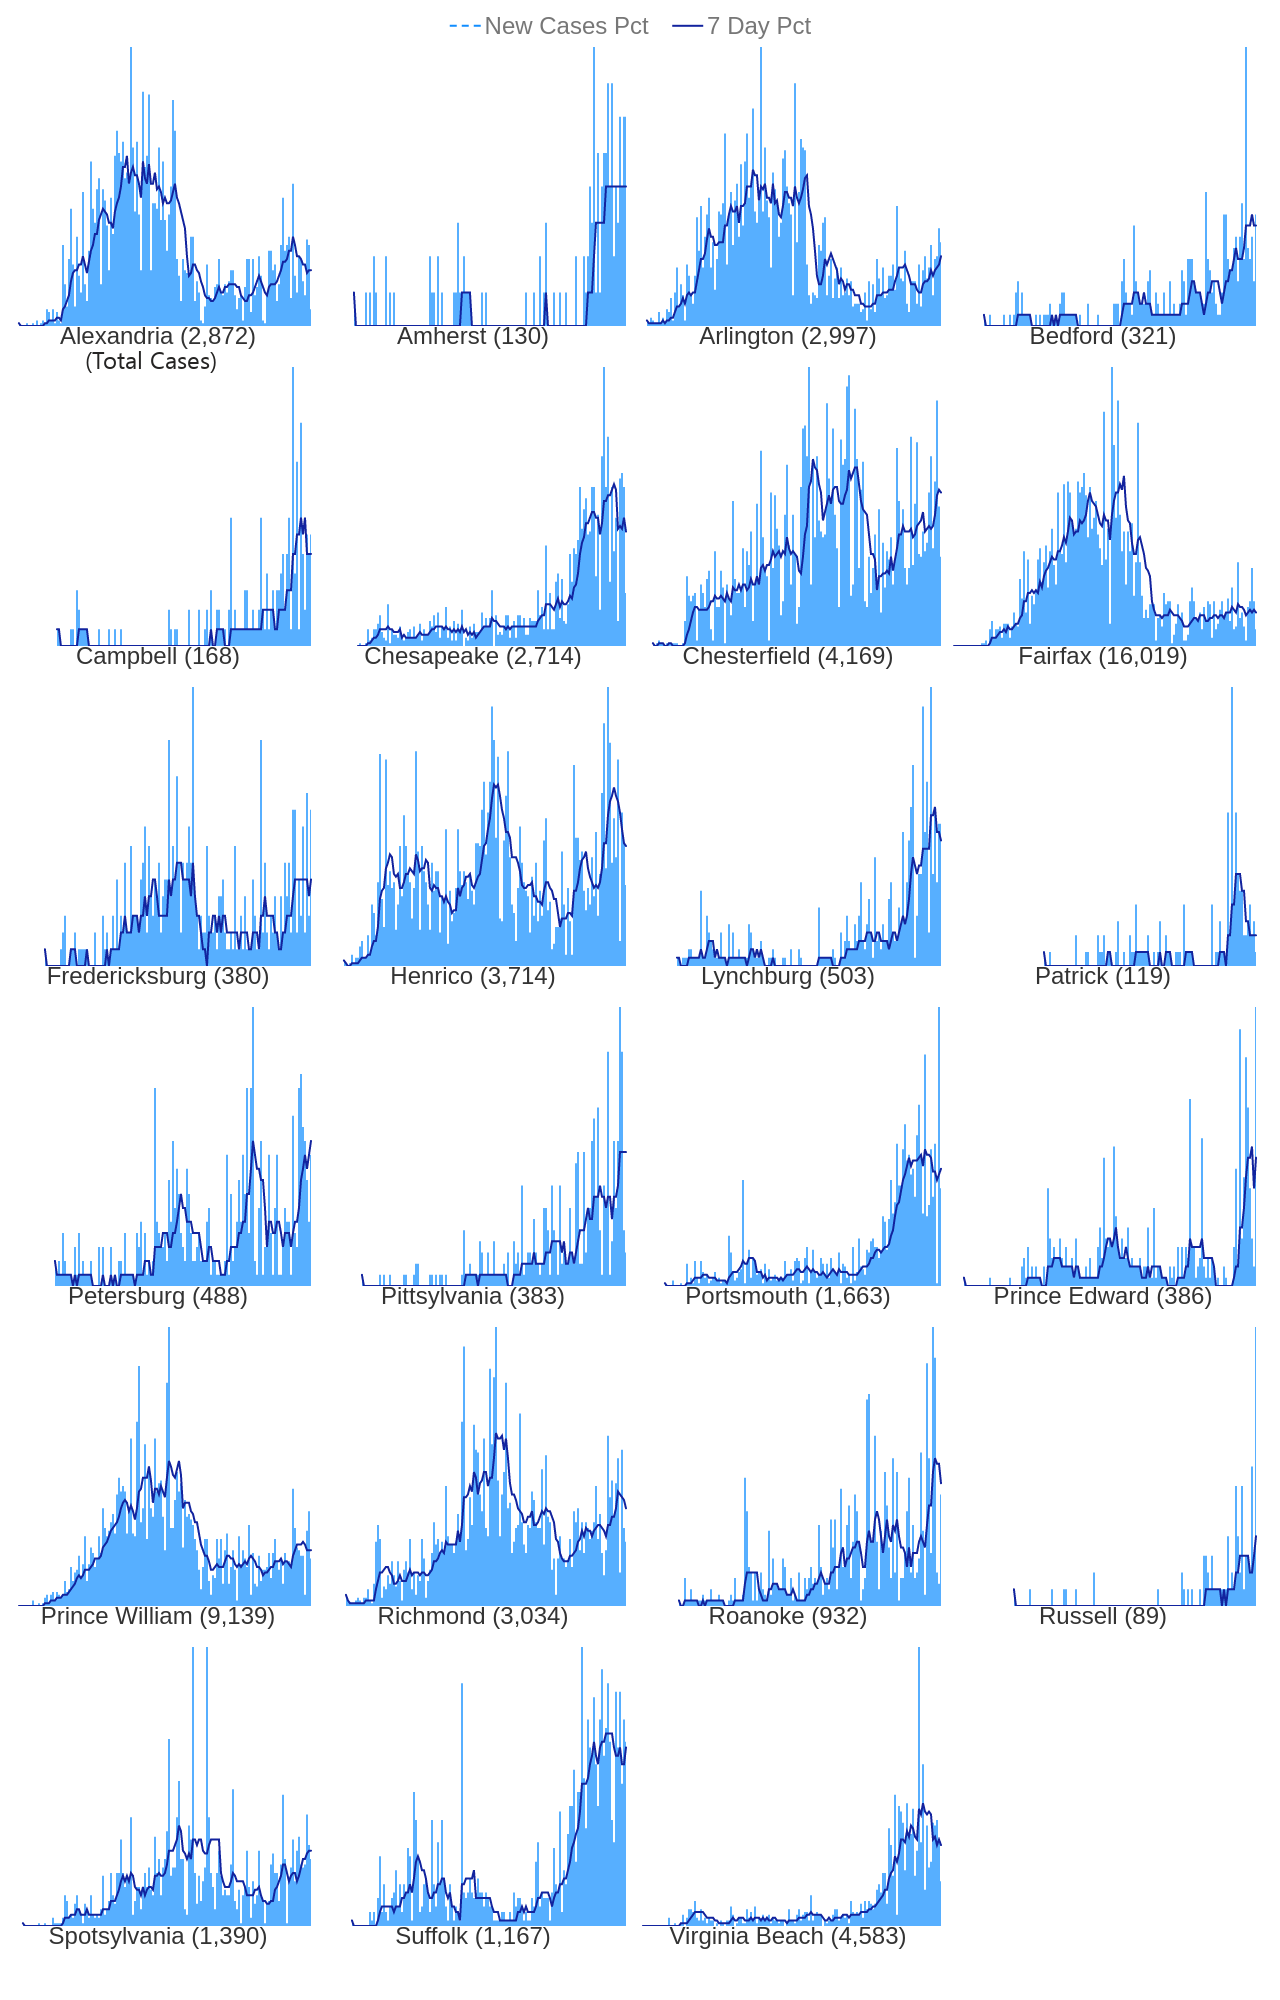 New Cases Pct 7 Day Pct
Alexandria (2,872) Amherst (130) Arlington (2,997) Bedford (321)
(Total Cases)
Campbell (168) Chesapeake (2,714) Chesterfield (4,169) Fairfax (16,019)
Fredericksburg (380) Henrico (3,714) Lynchburg (503) Patrick (119)
Petersburg (488) Pittsylvania (383) Portsmouth (1,663) Prince Edward (386)
Prince William (9,139) Richmond (3,034) Roanoke (932) Russell (89)
Spotsylvania (1,390) Suffolk (1,167) Virginia Beach (4,583)